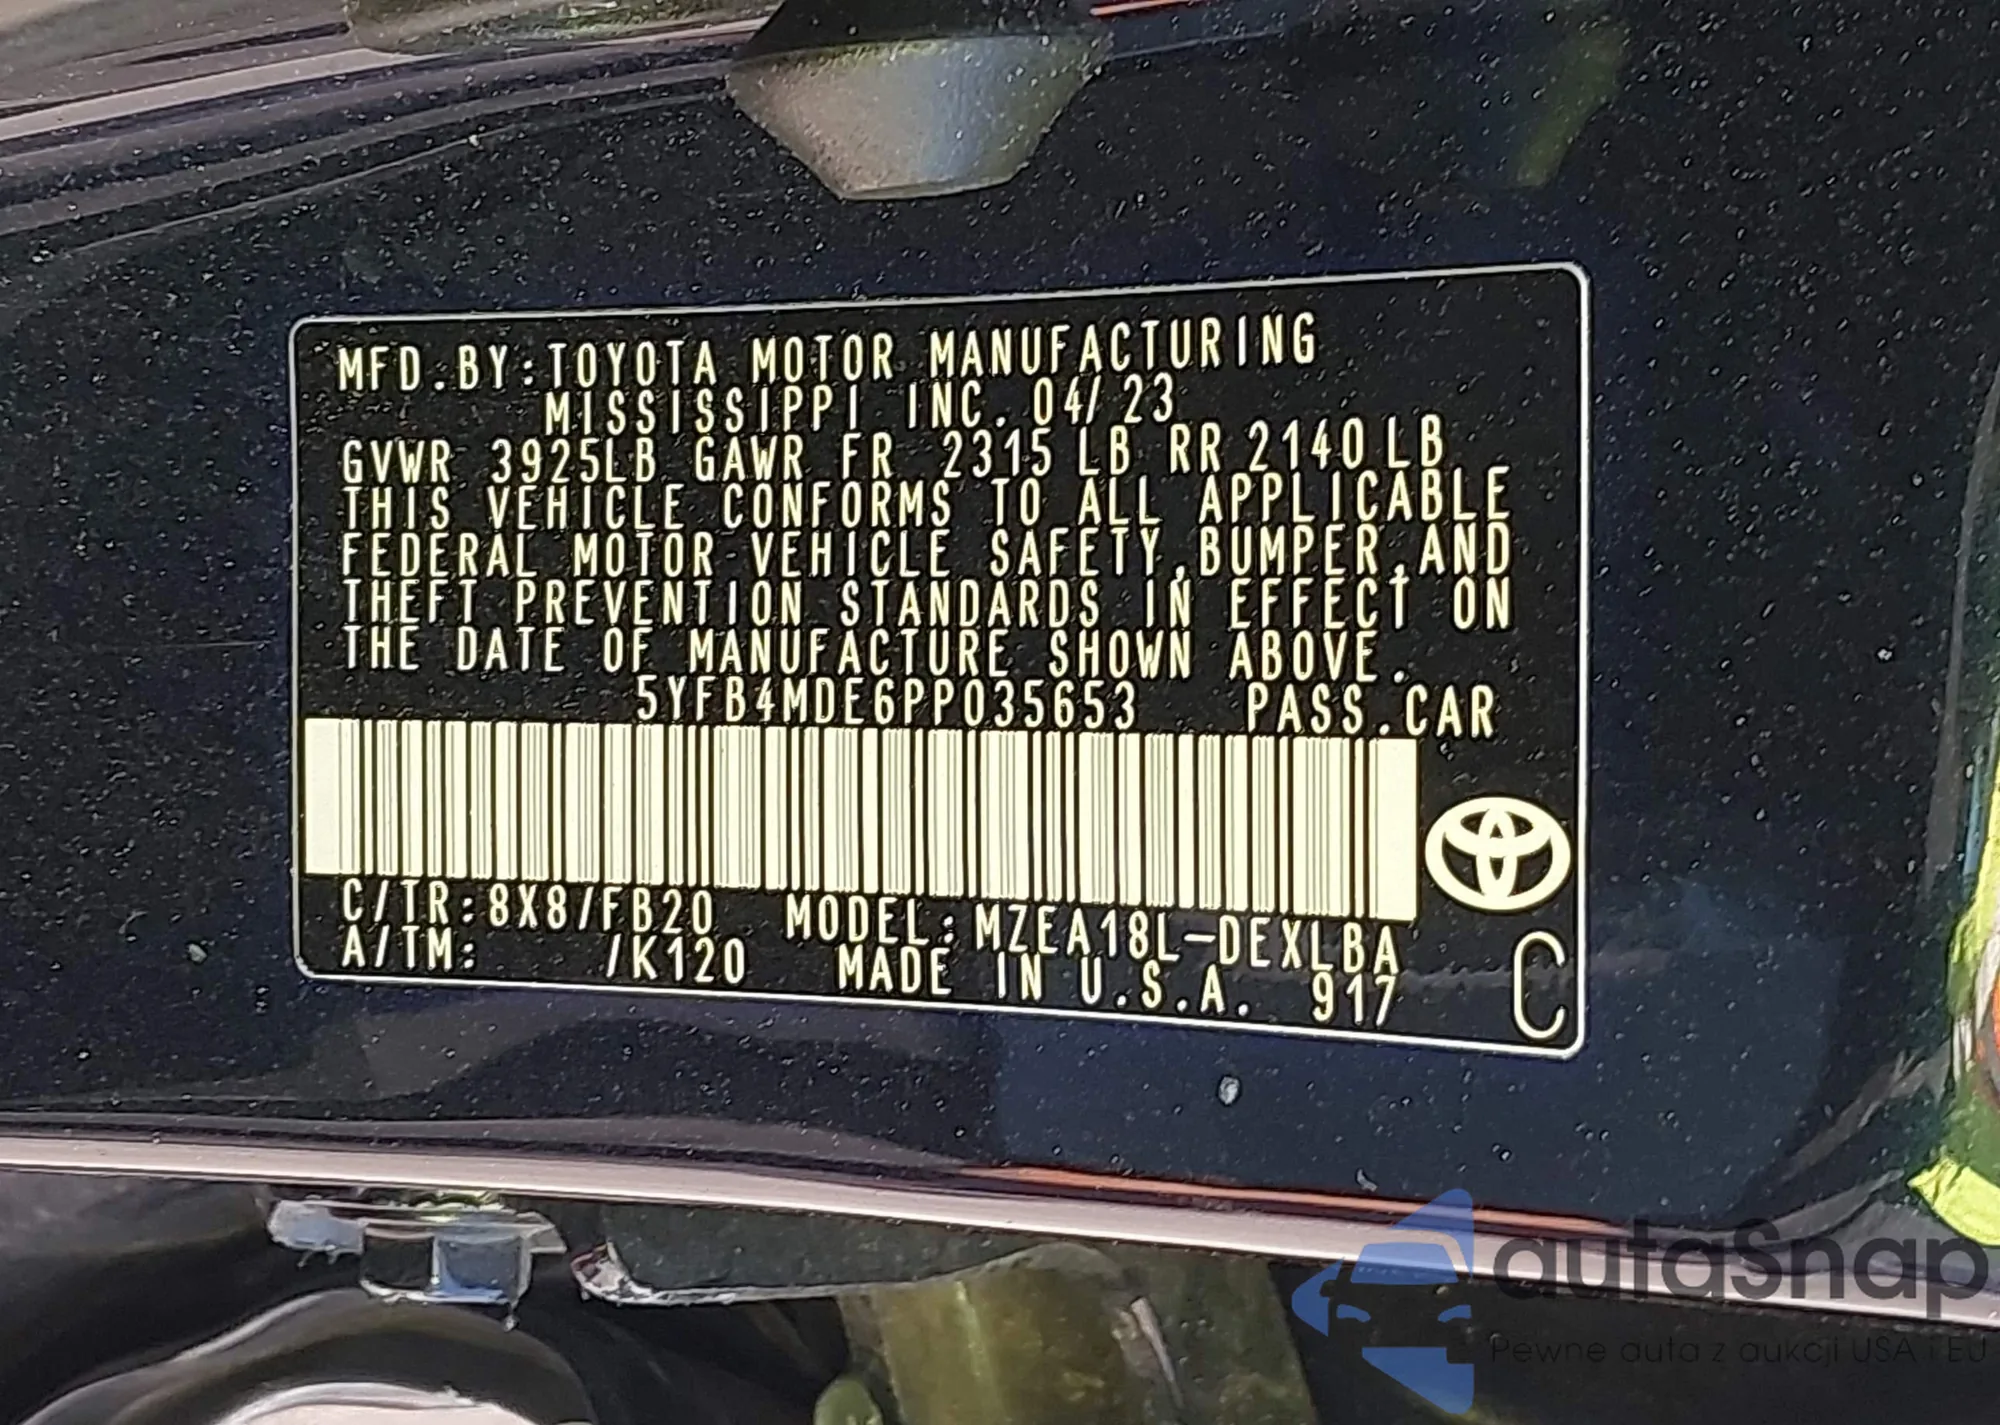 MFD.BY:TOYOTA MOTOR MANUFACTURING
MISSISSIPPI INC. 04/23
GVWR 3925LB GAWR FR 2315 LB RR 2140 LB
THIS VEHICLE CONFORMS TO ALL APPLICABLE
FEDERAL MOTOR VEHICLE SAFETY,BUMPER,AND
THEFT PREVENTION STANDARDS IN EFFECT ON
THE DATE OF MANUFACTURE SHOWN ABOVE.
5YFB4MDE6PP035653 PASS.CAR
C/TR:8X8/FB20 MODEL:MZEA18L-DEXLBA
A/TM: /K120 MADE IN U.S.A. 917
C
autaSnap
Pewne auta z aukcji USA i EU